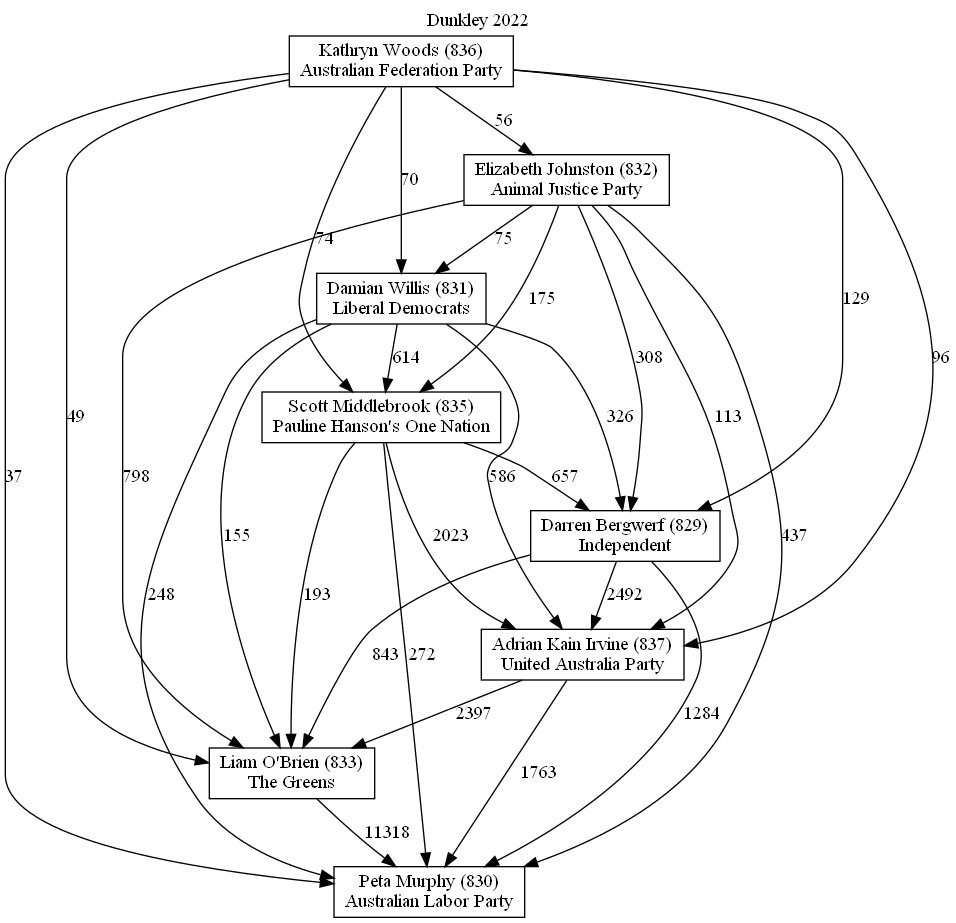 Dunkley 2022
Kathryn Woods (836)
Australian Federation Party
56
Elizabeth Johnston (832)
Animal Justice Party
70
74
75
Damian Willis (831)
Liberal Democrats
175
129
614
308
96
Scott Middlebrook (835)
Pauline Hanson's One Nation
49
326
113
37
798
586
657
Darren Bergwerf (829)
Independent
155
2023
437
248
193
2492
843
272
Adrian Kain Irvine (837)
United Australia Party
2397
1284
Liam O'Brien (833)
The Greens
1763
11318
Peta Murphy (830)
Australian Labor Party